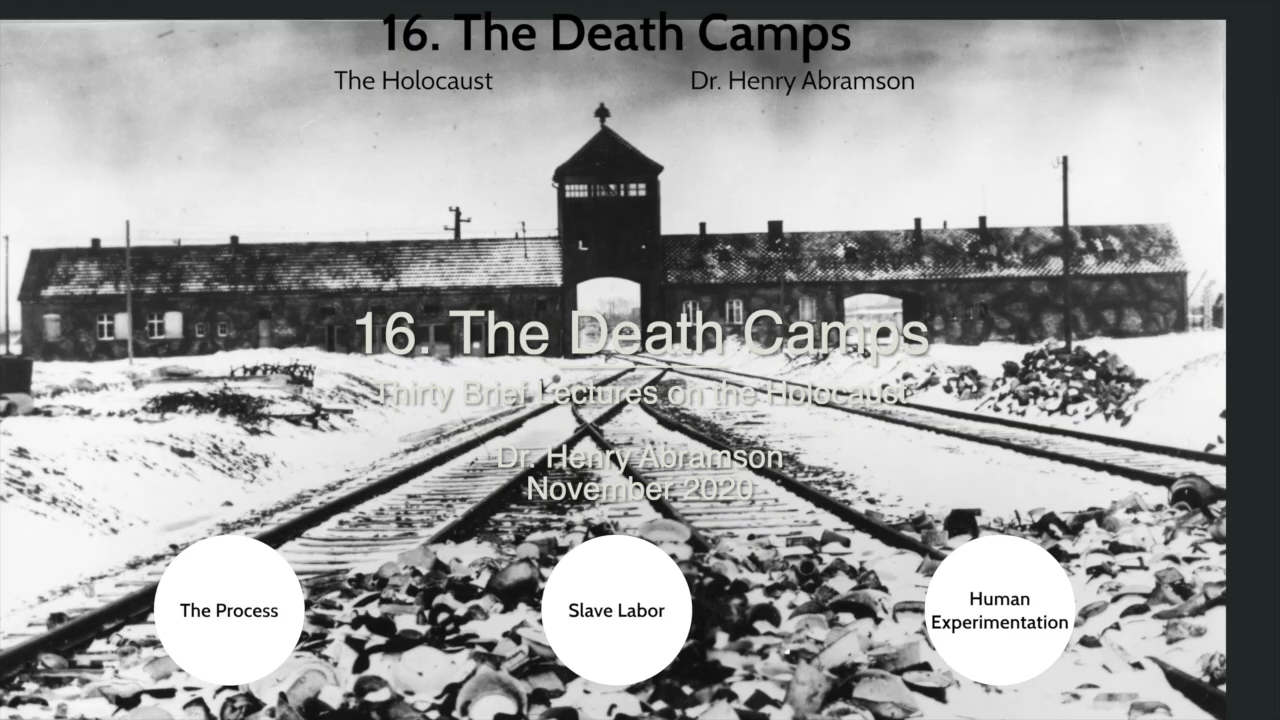 16. The Death Camps
The Holocaust
Dr. Henry Abramson
16. The Death Camps
Thirty Brief Lectures on the Holocaust
Dr. Henry Abramson
November 2020
The Process
Slave Labor
Human
Experimentation